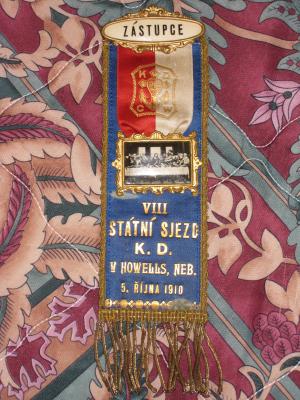 ZÁSTUPCE
VIII
STÁTNÍ SJEZD
K. D.
V HOWELLS, NEB.
5. ŘÍJNA 1910